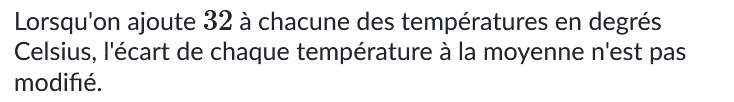 Lorsqu'on ajoute 32 à chacune des températures en degrés
Celsius, l'écart de chaque température à la moyenne n'est pas
modifié.